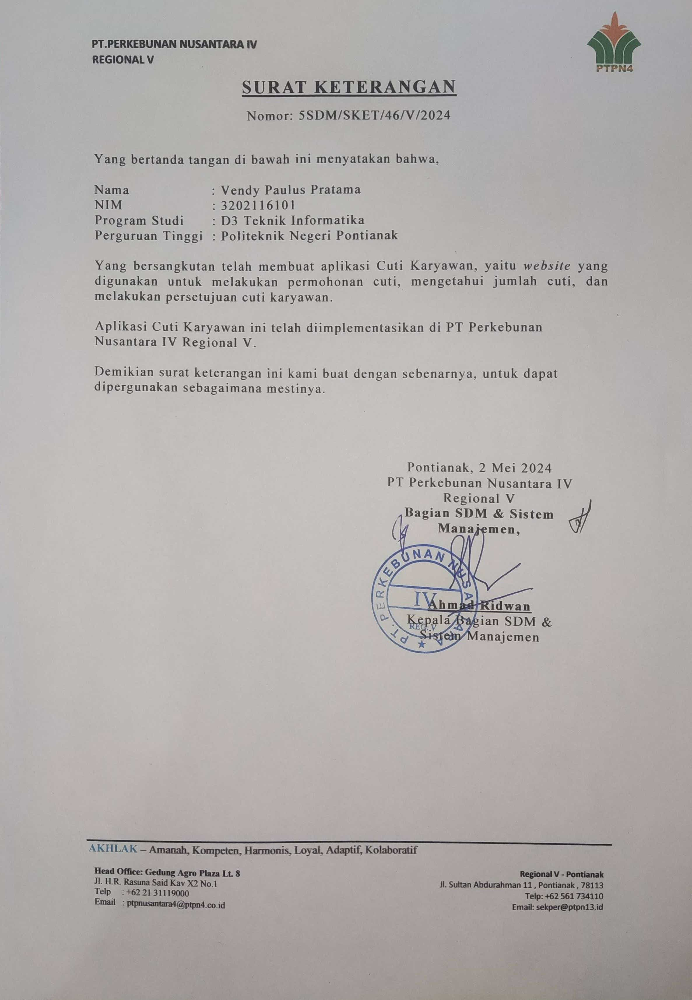 PT.PERKEBUNAN NUSANTARA IV
REGIONAL V
PTPN4
SURAT KETERANGAN
Nomor: 5SDM/SKET/46/V/2024
Yang bertanda tangan di bawah ini menyatakan bahwa,
Nama : Vendy Paulus Pratama
NIM : 3202116101
Program Studi : D3 Teknik Informatika
Perguruan Tinggi : Politeknik Negeri Pontianak
Yang bersangkutan telah membuat aplikasi Cuti Karyawan, yaitu website yang
digunakan untuk melakukan permohonan cuti, mengetahui jumlah cuti, dan
melakukan persetujuan cuti karyawan.
Aplikasi Cuti Karyawan ini telah diimplementasikan di PT Perkebunan
Nusantara IV Regional V.
Demikian surat keterangan ini kami buat dengan sebenarnya, untuk dapat
dipergunakan sebagaimana mestinya.
Pontianak, 2 Mei 2024
PT Perkebunan Nusantara IV
Regional V
Bagian SDM & Sistem
Manajemen,
PT. PERKEBUNAN NUSANTARA
IV
REG. V
Ahmad Ridwan
Kepala Bagian SDM &
Sistem Manajemen
AKHLAK – Amanah, Kompeten, Harmonis, Loyal, Adaptif, Kolaboratif
Head Office: Gedung Agro Plaza Lt. 8
Jl. H.R. Rasuna Said Kav X2 No.1
Telp : +62 21 31119000
Email : ptpnusantara4@ptpn4.co.id
Regional V - Pontianak
Jl. Sultan Abdurahman 11 , Pontianak , 78113
Telp: +62 561 734110
Email: sekper@ptpn13.id